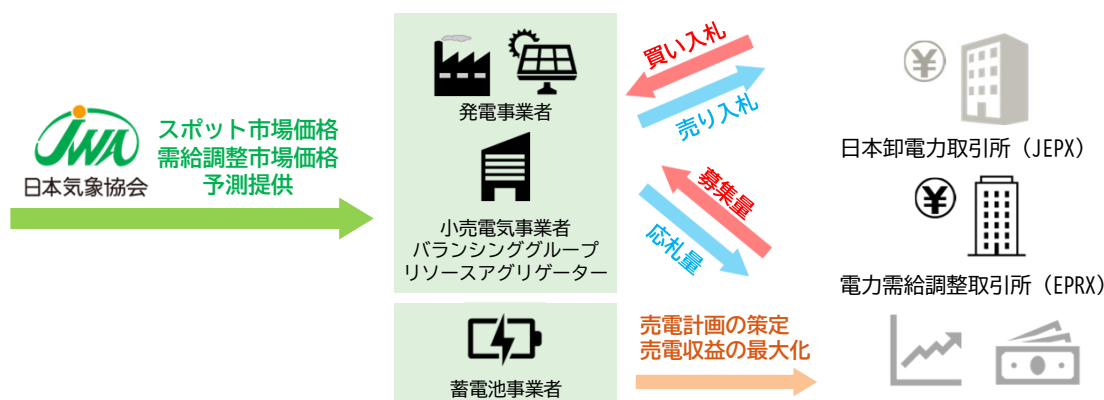 JWA
日本気象協会
スポット市場価格
需給調整市場価格
予測提供
発電事業者
小売電気事業者
バランシンググループ
リソースアグリゲーター
蓄電池事業者
買い入札
売り入札
募集量
応札量
売電計画の策定
売電収益の最大化
¥
日本卸電力取引所（JEPX）
¥
電力需給調整取引所（EPRX）